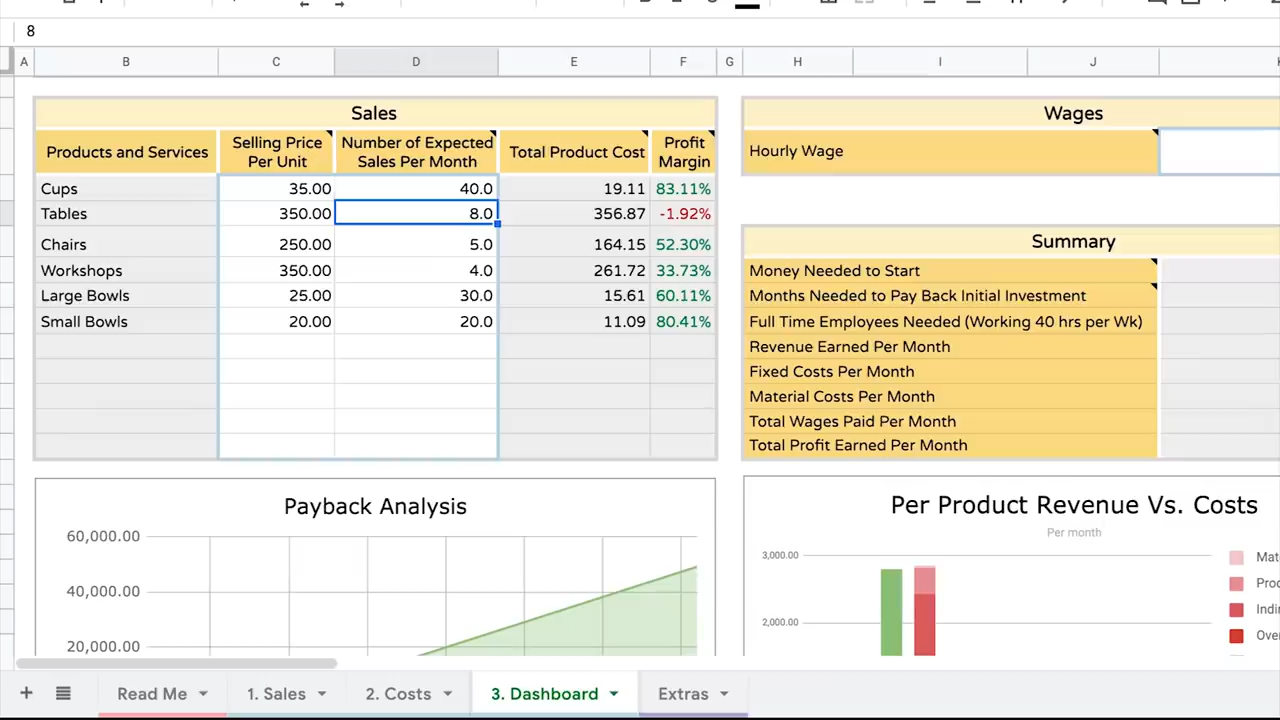 8
A B C D E F G H I J
Sales
Products and Services
Selling Price Per Unit
Number of Expected Sales Per Month
Total Product Cost
Profit Margin
Cups 35.00 40.0 19.11 83.11%
Tables 350.00 8.0 356.87 -1.92%
Chairs 250.00 5.0 164.15 52.30%
Workshops 350.00 4.0 261.72 33.73%
Large Bowls 25.00 30.0 15.61 60.11%
Small Bowls 20.00 20.0 11.09 80.41%
Wages
Hourly Wage
Summary
Money Needed to Start
Months Needed to Pay Back Initial Investment
Full Time Employees Needed (Working 40 hrs per Wk)
Revenue Earned Per Month
Fixed Costs Per Month
Material Costs Per Month
Total Wages Paid Per Month
Total Profit Earned Per Month
Payback Analysis
60,000.00
40,000.00
20,000.00
Per Product Revenue Vs. Costs
Per month
3,000.00
2,000.00
Mat
Prod
Indi
Ove
Read Me 1. Sales 2. Costs 3. Dashboard Extras